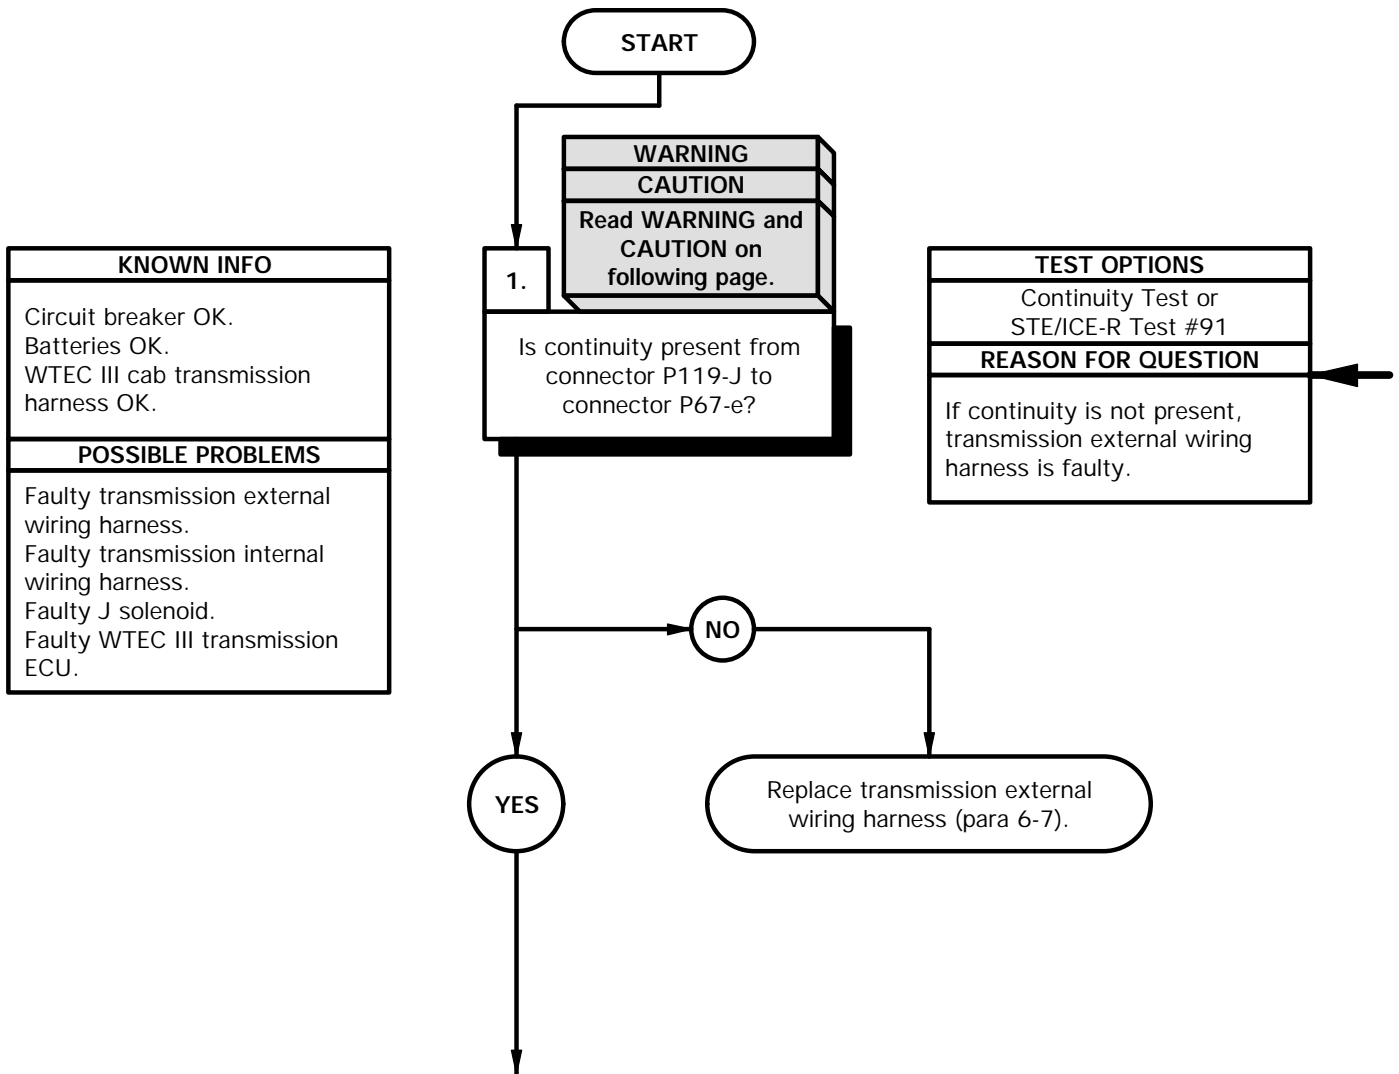 START
WARNING
CAUTION
Read WARNING and
CAUTION on
following page.
1.
Is continuity present from
connector P119-J to
connector P67-e?
KNOWN INFO
Circuit breaker OK.
Batteries OK.
WTEC III cab transmission
harness OK.
POSSIBLE PROBLEMS
Faulty transmission external
wiring harness.
Faulty transmission internal
wiring harness.
Faulty J solenoid.
Faulty WTEC III transmission
ECU.
TEST OPTIONS
Continuity Test or
STE/ICE-R Test #91
REASON FOR QUESTION
If continuity is not present,
transmission external wiring
harness is faulty.
NO
YES
Replace transmission external
wiring harness (para 6-7).